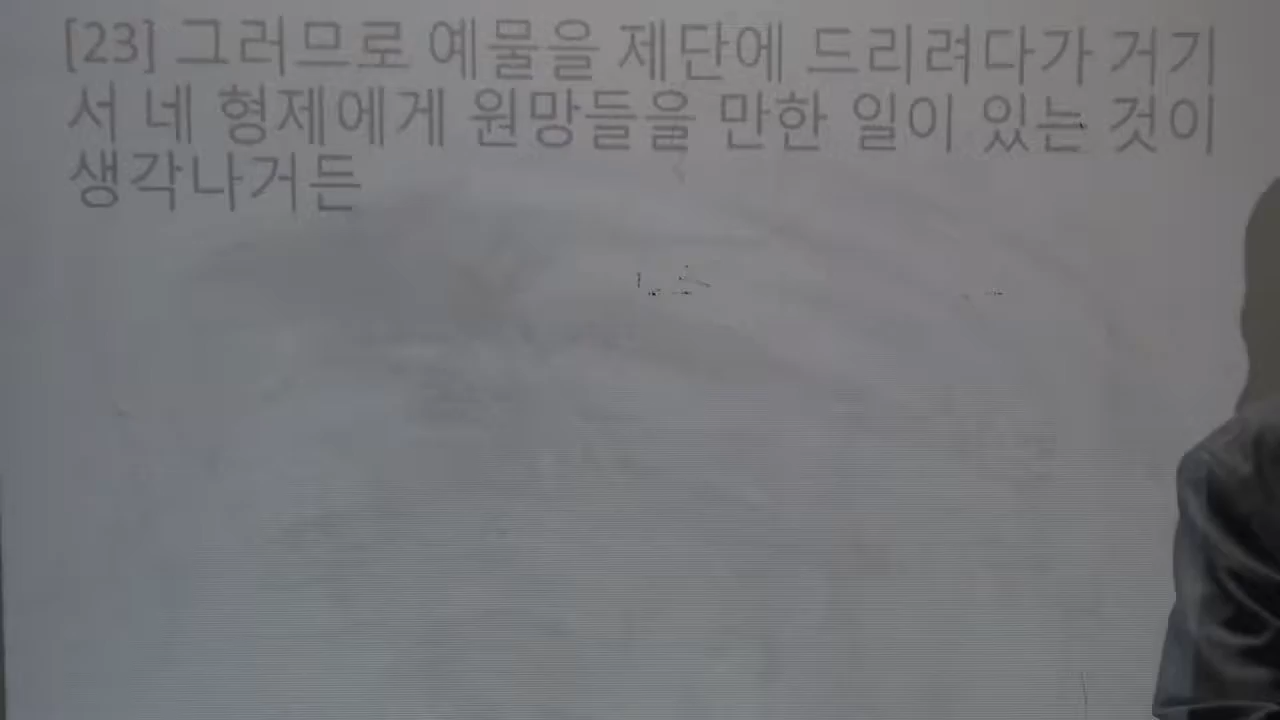 [23] 그러므로 예물을 제단에 드리려다가 거기
서 네 형제에게 원망들을 만한 일이 있는 것이
생각나거든